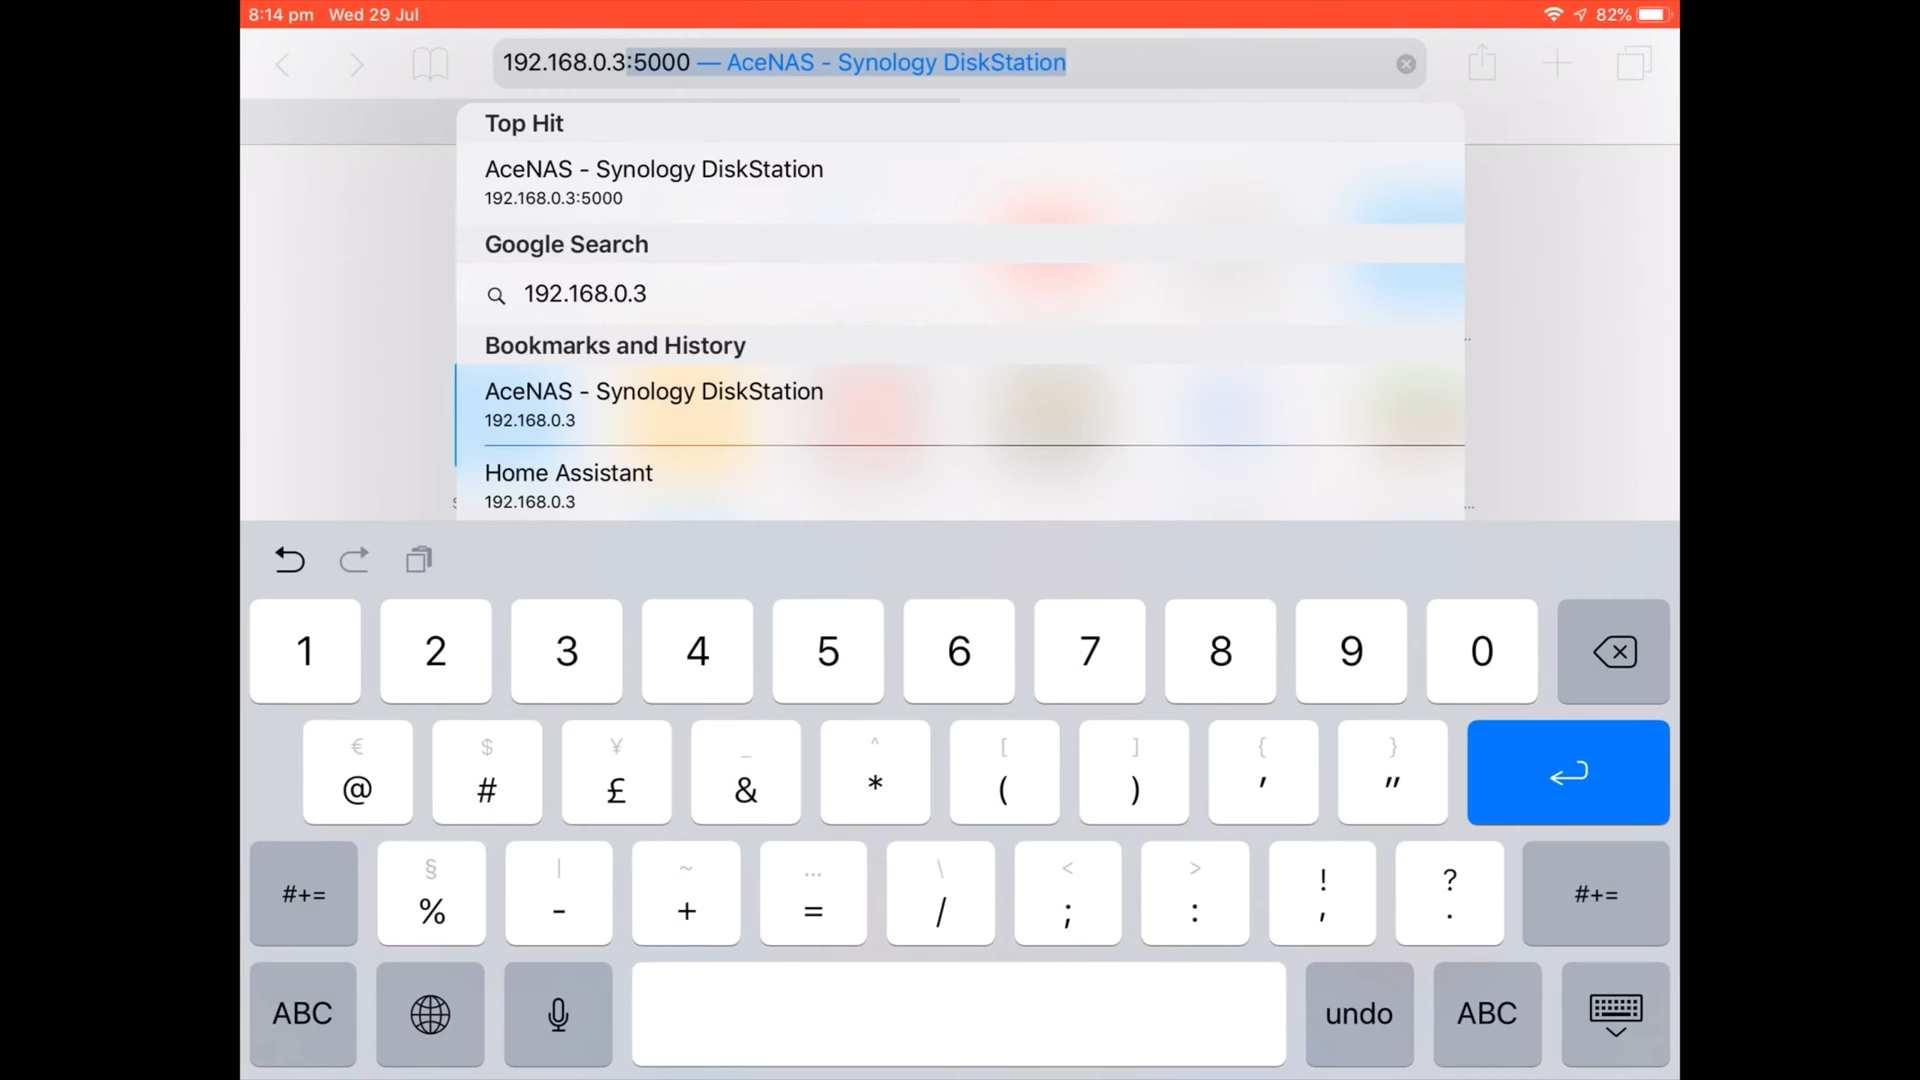 8:14 pm Wed 29 Jul
82%
192.168.0.3:5000 — AceNAS - Synology DiskStation
Top Hit
AceNAS - Synology DiskStation
192.168.0.3:5000
Google Search
192.168.0.3
Bookmarks and History
AceNAS - Synology DiskStation
192.168.0.3
Home Assistant
192.168.0.3
1 2 3 4 5 6 7 8 9 0
€ $ ¥ _ ^ [ ] { }
@ # £ & * ( ) ' "
§ | ~ … \ < > ! ?
#+= % - + = / ; : , . #+=
ABC undo ABC